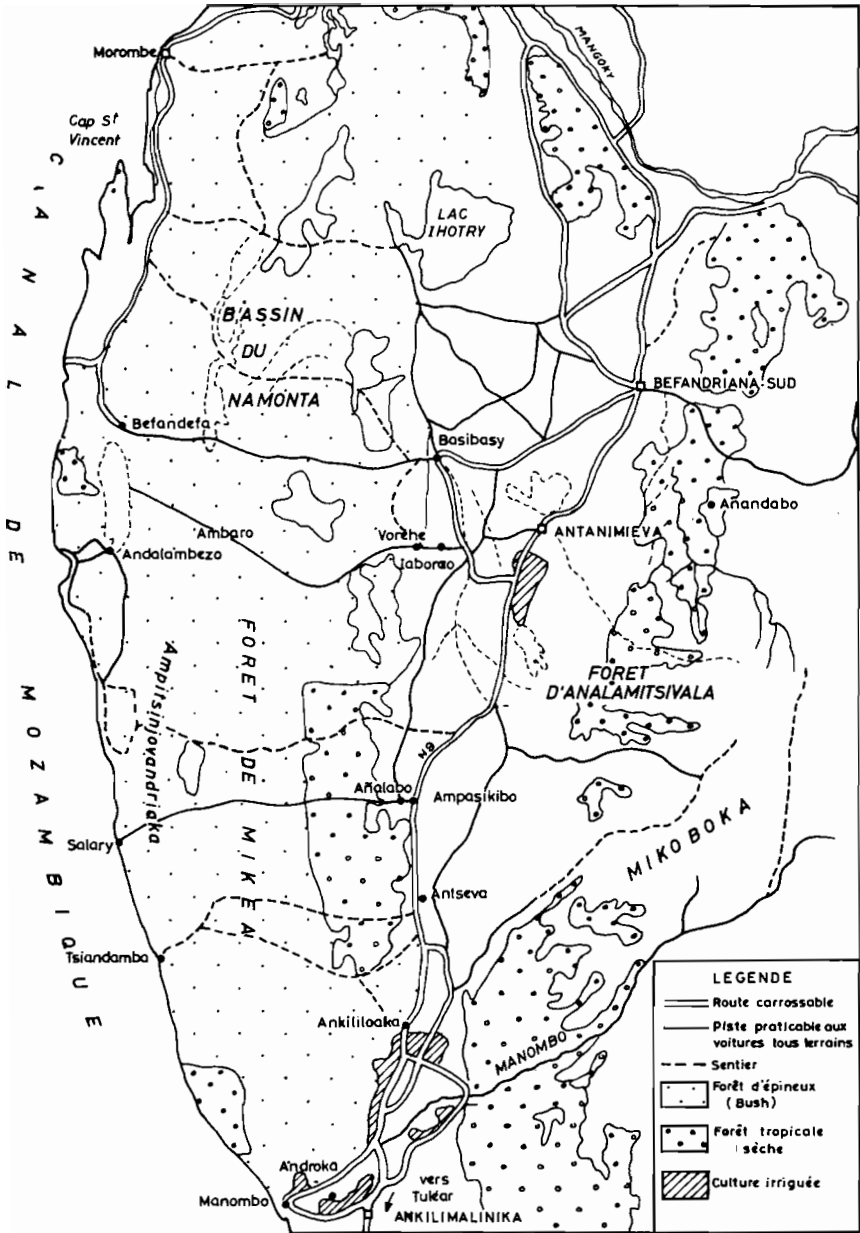 Morombe
MANGOKY
Cap St
Vincent
CANAL DE MOZAMBIQUE
LAC
IHOTRY
BASSIN
DU
NAMONTA
BEFANDRIANA-SUD
Befandefa
Basibasy
Añandabo
Ambaro
Vorehe
ANTANIMIEVA
Andalambezo
Iaborao
FORET DE MIKEA
Ampitsinjovandriaka
FORET
D'ANALAMITSIVALA
RN9
Añalabo
Ampasikibo
Salary
MIKOBOKA
Antseva
Tsiandamba
Ankililoaka
MANOMBO
Androka
vers
Tuléar
Manombo
ANKILIMALINIKA
LEGENDE
Route carrossable
Piste praticable aux
voitures tous terrains
Sentier
Forêt d'épineux
(Bush)
Forêt tropicale
sèche
Culture irriguée